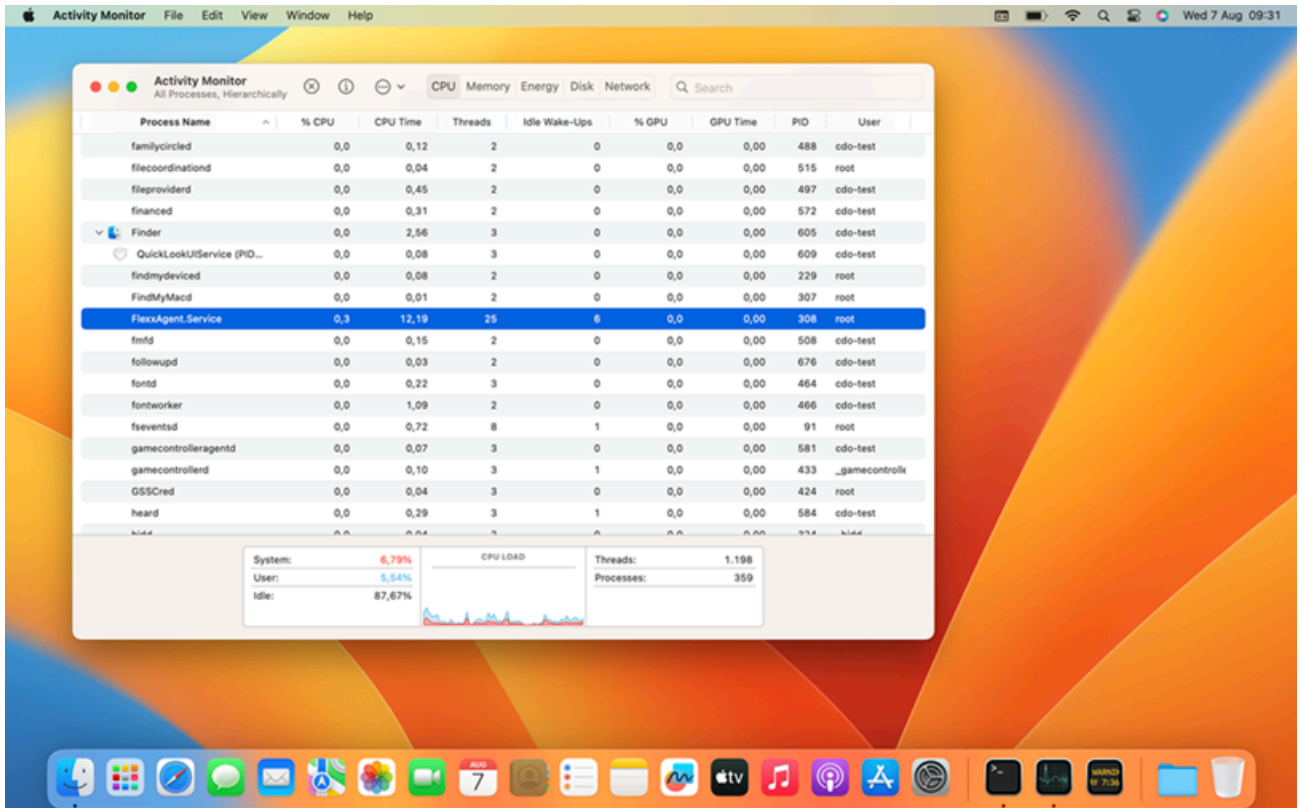 Activity Monitor File Edit View Window Help Wed 7 Aug 09:31
Activity Monitor
All Processes, Hierarchically
CPU Memory Energy Disk Network Search
Process Name % CPU CPU Time Threads Idle Wake-Ups % GPU GPU Time PID User
familycircled 0,0 0,12 2 0 0,0 0,00 488 cdo-test
filecoordinationd 0,0 0,04 2 0 0,0 0,00 515 root
fileproviderd 0,0 0,45 2 0 0,0 0,00 497 cdo-test
financed 0,0 0,31 2 0 0,0 0,00 572 cdo-test
Finder 0,0 2,56 3 0 0,0 0,00 605 cdo-test
QuickLookUIService (PID... 0,0 0,08 3 0 0,0 0,00 609 cdo-test
findmydeviced 0,0 0,08 2 0 0,0 0,00 229 root
FindMyMacd 0,0 0,01 2 0 0,0 0,00 307 root
FlexxAgent.Service 0,3 12,19 25 6 0,0 0,00 308 root
fmfd 0,0 0,15 2 0 0,0 0,00 508 cdo-test
followupd 0,0 0,03 2 0 0,0 0,00 676 cdo-test
fontd 0,0 0,22 3 0 0,0 0,00 464 cdo-test
fontworker 0,0 1,09 2 0 0,0 0,00 466 cdo-test
fseventsd 0,0 0,72 8 1 0,0 0,00 91 root
gamecontrolleragentd 0,0 0,07 3 0 0,0 0,00 581 cdo-test
gamecontrollerd 0,0 0,10 3 1 0,0 0,00 433 _gamecontrolle
GSSCred 0,0 0,04 3 0 0,0 0,00 424 root
heard 0,0 0,29 3 1 0,0 0,00 584 cdo-test
System: 6,79% CPU LOAD Threads: 1.198
User: 5,54% Processes: 359
Idle: 87,67%
AUG
7
tv